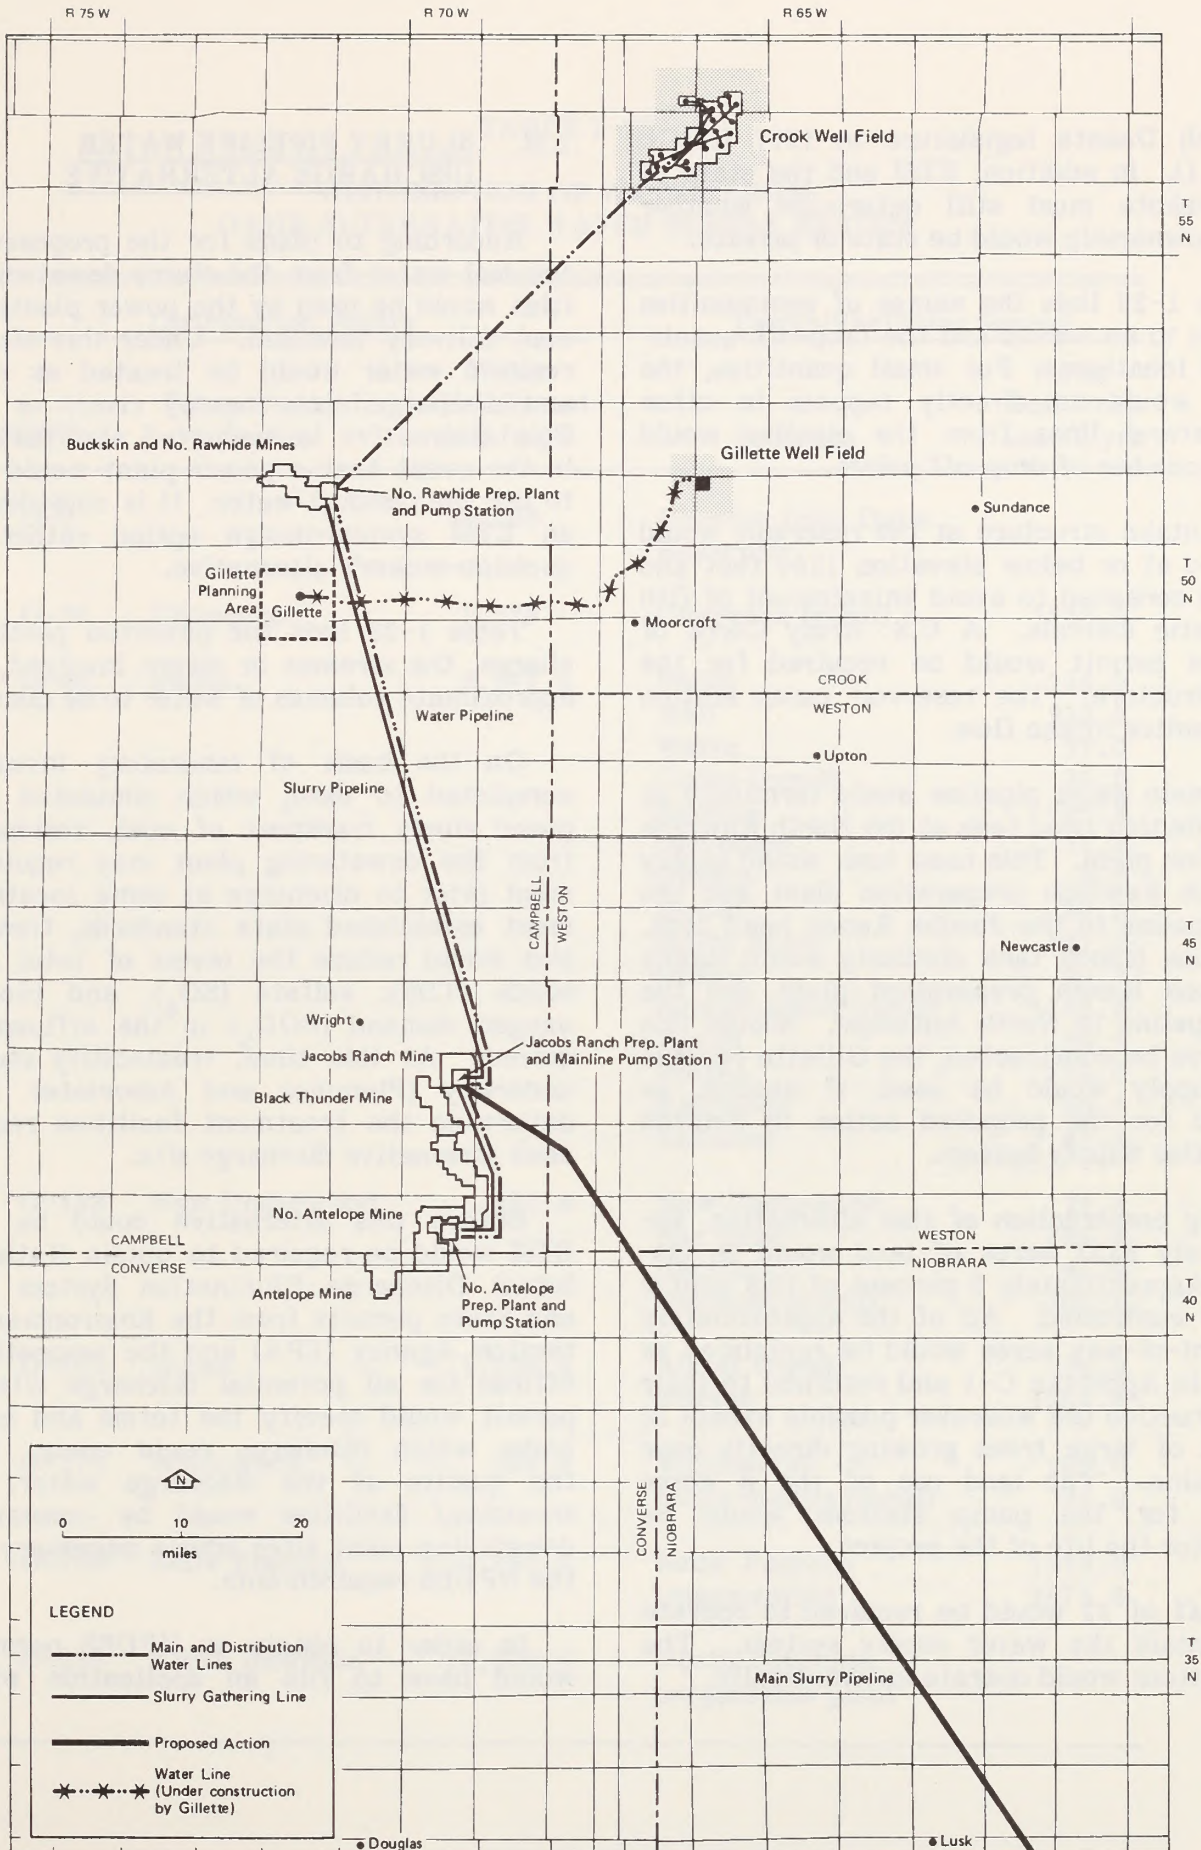 R 75 W
R 70 W
R 65 W
Crook Well Field
T
55
N
Buckskin and No. Rawhide Mines
No. Rawhide Prep. Plant
and Pump Station
Gillette Well Field
Sundance
Gillette
Planning
Area
Gillette
T
50
N
Moorcroft
CROOK
WESTON
Water Pipeline
Upton
Slurry Pipeline
CAMPBELL
WESTON
T
45
N
Newcastle
Wright
Jacobs Ranch Mine
Jacobs Ranch Prep. Plant
and Mainline Pump Station 1
Black Thunder Mine
No. Antelope Mine
CAMPBELL
CONVERSE
WESTON
NIOBRARA
Antelope Mine
No. Antelope
Prep. Plant and
Pump Station
T
40
N
N
0 10 20
miles
CONVERSE
NIOBRARA
LEGEND
Main and Distribution
Water Lines
Slurry Gathering Line
Proposed Action
Water Line
(Under construction
by Gillette)
Main Slurry Pipeline
T
35
N
Douglas
Lusk